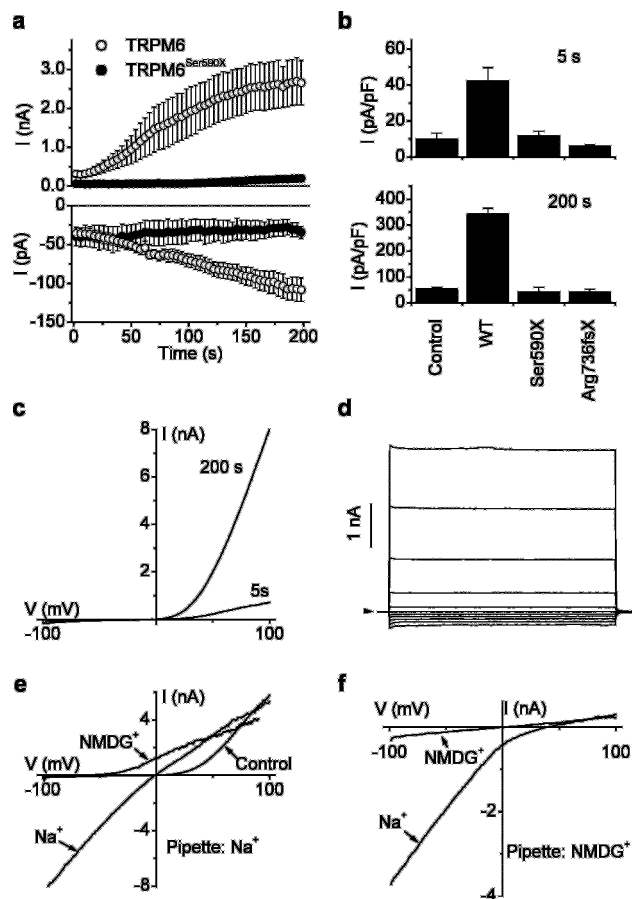 a
TRPM6
TRPM6^Ser590X
I (nA)
3.0
2.0
1.0
0.0
I (pA)
0
-50
-100
-150
0 50 100 150 200
Time (s)
b
5 s
I (pA/pF)
60
40
20
0
200 s
I (pA/pF)
400
300
200
100
0
Control
WT
Ser590X
Arg736fsX
c
I (nA)
8
6
4
2
200 s
5s
V (mV)
-100
100
d
1 nA
e
I (nA)
4
NMDG⁺
Control
V (mV)
-100
100
Na⁺
-4
-8
Pipette: Na⁺
f
V (mV)
I (nA)
-100
100
NMDG⁺
-2
Na⁺
-4
Pipette: NMDG⁺